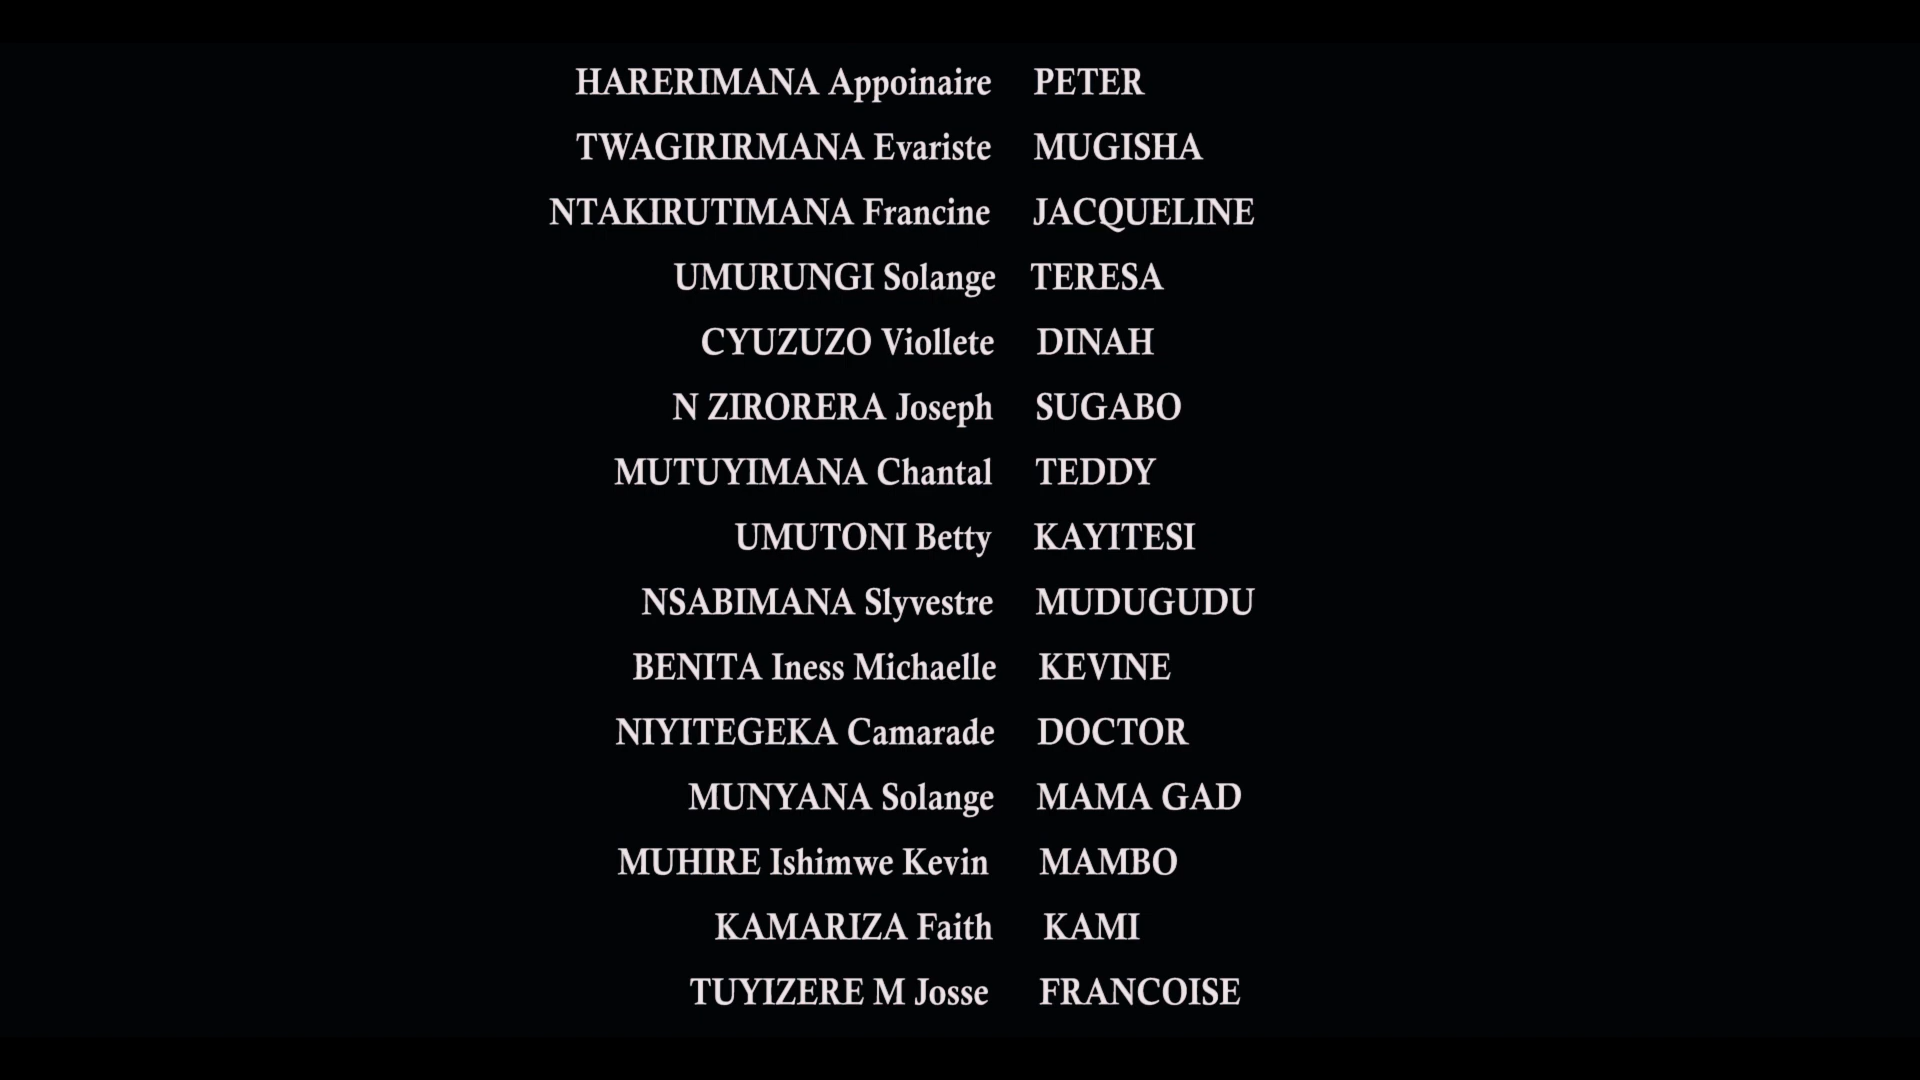 HARERIMANA Appoinaire PETER
TWAGIRIRMANA Evariste MUGISHA
NTAKIRUTIMANA Francine JACQUELINE
UMURUNGI Solange TERESA
CYUZUZO Viollete DINAH
N ZIRORERA Joseph SUGABO
MUTUYIMANA Chantal TEDDY
UMUTONI Betty KAYITESI
NSABIMANA Slyvestre MUDUGUDU
BENITA Iness Michaelle KEVINE
NIYITEGEKA Camarade DOCTOR
MUNYANA Solange MAMA GAD
MUHIRE Ishimwe Kevin MAMBO
KAMARIZA Faith KAMI
TUYIZERE M Josse FRANCOISE